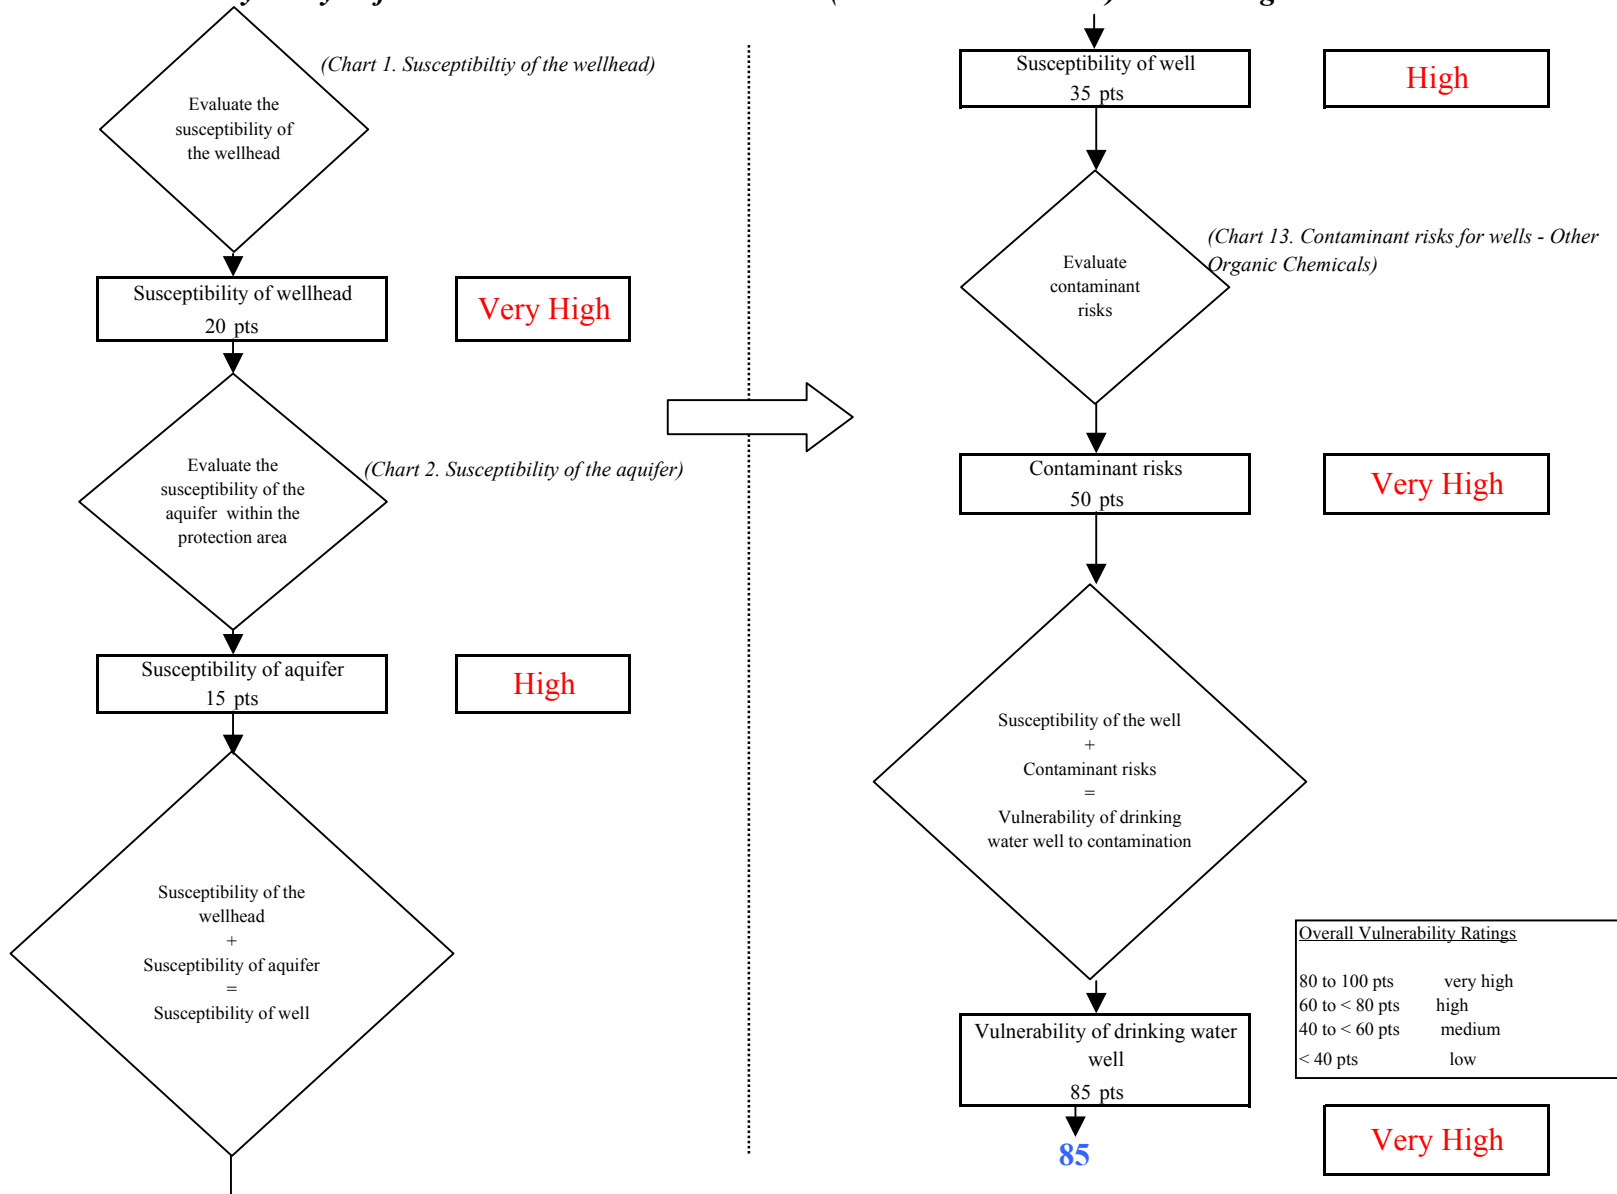 (Chart 1. Susceptibiltiy of the wellhead)
Evaluate the
susceptibility of
the wellhead
Susceptibility of wellhead
20 pts
Very High
Evaluate the
susceptibility of the
aquifer within the
protection area
(Chart 2. Susceptibility of the aquifer)
Susceptibility of aquifer
15 pts
High
Susceptibility of the
wellhead
+
Susceptibility of aquifer
=
Susceptibility of well
Susceptibility of well
35 pts
High
(Chart 13. Contaminant risks for wells - Other
Organic Chemicals)
Evaluate
contaminant
risks
Contaminant risks
50 pts
Very High
Susceptibility of the well
+
Contaminant risks
=
Vulnerability of drinking
water well to contamination
Overall Vulnerability Ratings
80 to 100 pts very high
60 to < 80 pts high
40 to < 60 pts medium
< 40 pts low
Vulnerability of drinking water
well
85 pts
85
Very High